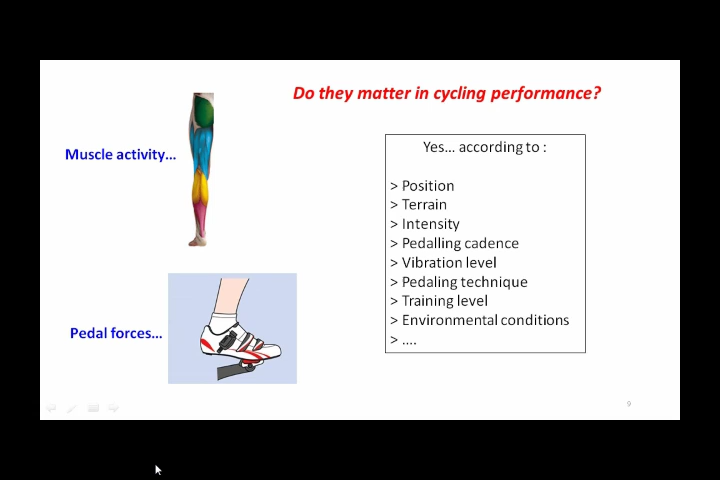 Do they matter in cycling performance?
Muscle activity...
Yes... according to :
> Position
> Terrain
> Intensity
> Pedalling cadence
> Vibration level
> Pedaling technique
> Training level
> Environmental conditions
> ....
Pedal forces...
9